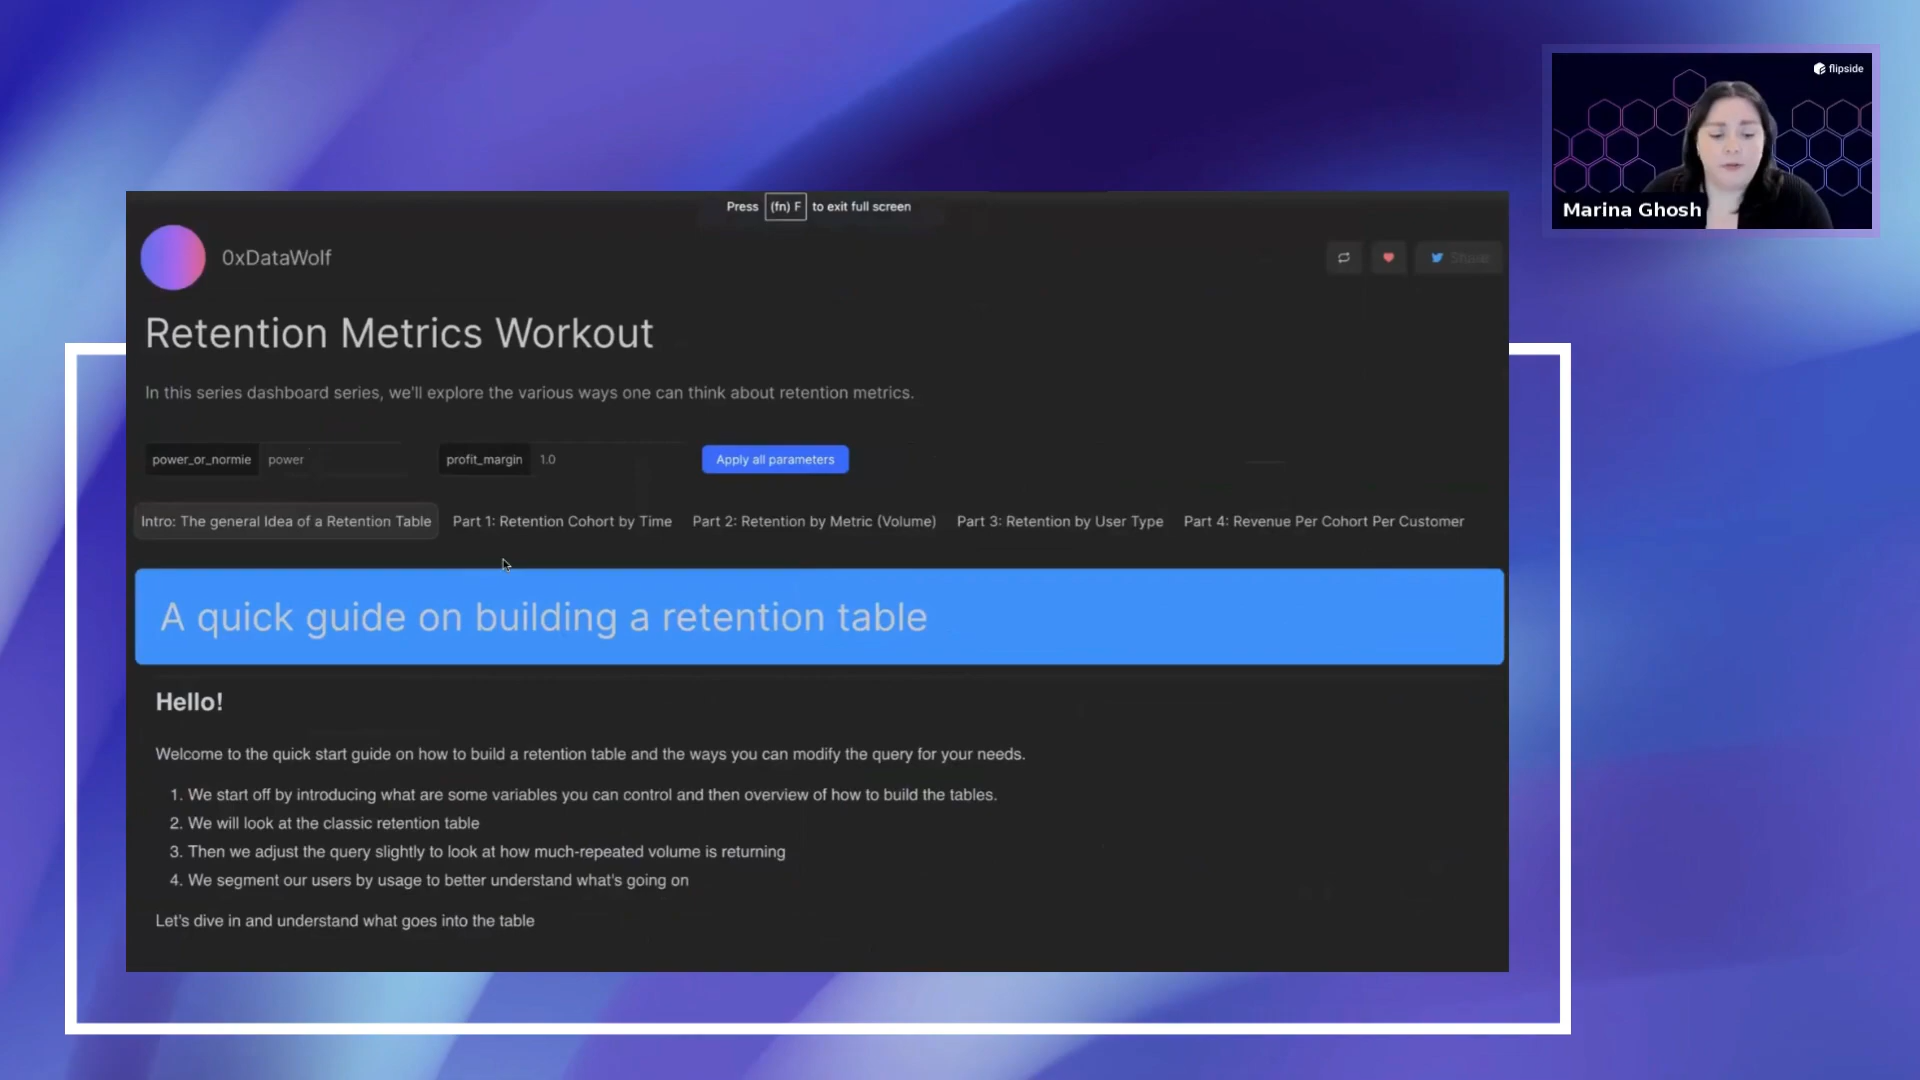 flipside
Marina Ghosh
Press (fn) F to exit full screen
0xDataWolf
Share
Retention Metrics Workout
In this series dashboard series, we'll explore the various ways one can think about retention metrics.
power_or_normie power profit_margin 1.0 Apply all parameters
Intro: The general Idea of a Retention Table Part 1: Retention Cohort by Time Part 2: Retention by Metric (Volume) Part 3: Retention by User Type Part 4: Revenue Per Cohort Per Customer
A quick guide on building a retention table
Hello!
Welcome to the quick start guide on how to build a retention table and the ways you can modify the query for your needs.
1. We start off by introducing what are some variables you can control and then overview of how to build the tables.
2. We will look at the classic retention table
3. Then we adjust the query slightly to look at how much-repeated volume is returning
4. We segment our users by usage to better understand what's going on
Let's dive in and understand what goes into the table